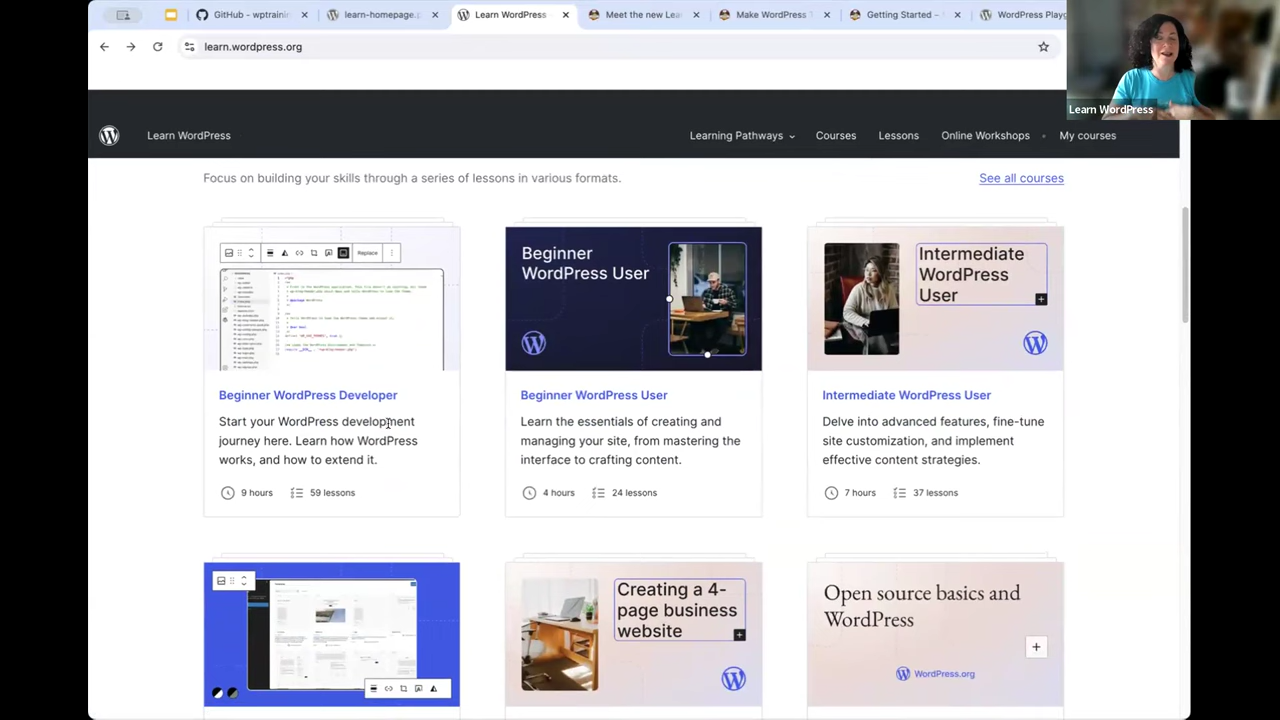 GitHub - wptrainin
learn-homepage.p
Learn WordPress
Meet the new Lea
Make WordPress T
Getting Started –
WordPress Playg
learn.wordpress.org
Learn WordPress
Learn WordPress
Learning Pathways
Courses
Lessons
Online Workshops
My courses
Focus on building your skills through a series of lessons in various formats.
See all courses
Replace
Beginner
WordPress User
Intermediate
WordPress
User
Beginner WordPress Developer
Start your WordPress development
journey here. Learn how WordPress
works, and how to extend it.
9 hours
59 lessons
Beginner WordPress User
Learn the essentials of creating and
managing your site, from mastering the
interface to crafting content.
4 hours
24 lessons
Intermediate WordPress User
Delve into advanced features, fine-tune
site customization, and implement
effective content strategies.
7 hours
37 lessons
Creating a 4-
page business
website
Open source basics and
WordPress
WordPress.org